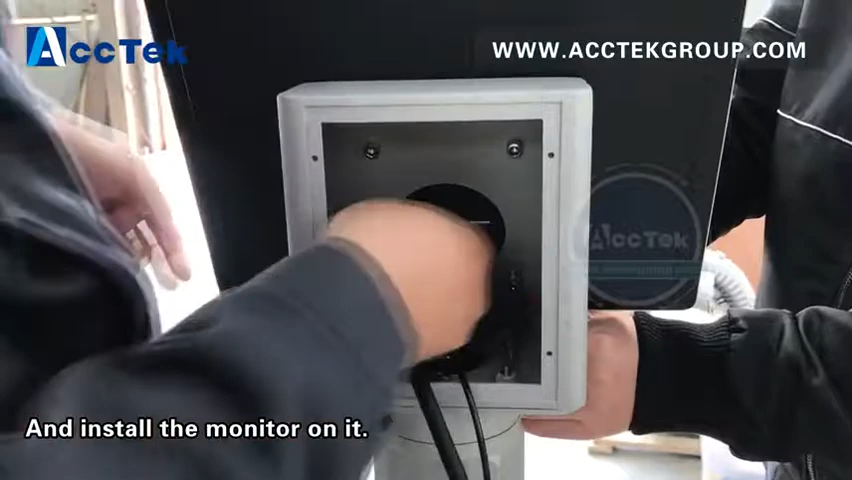 AccTek
WWW.ACCTEKGROUP.COM
AccTek
And install the monitor on it.